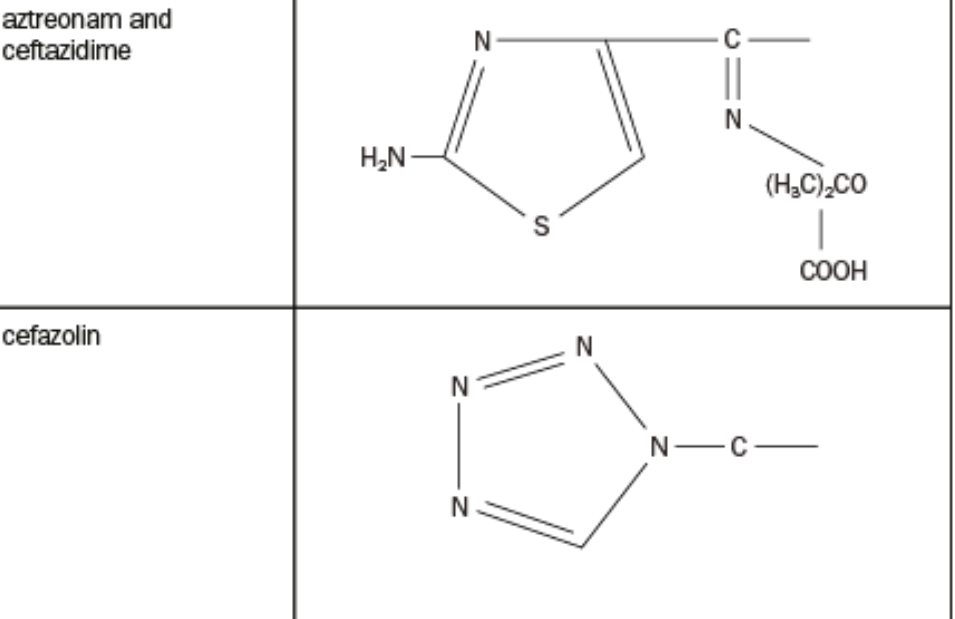 aztreonam and
ceftazidime
N C
N
H₂N
(H₃C)₂CO
S
COOH
cefazolin
N
N
N C
N